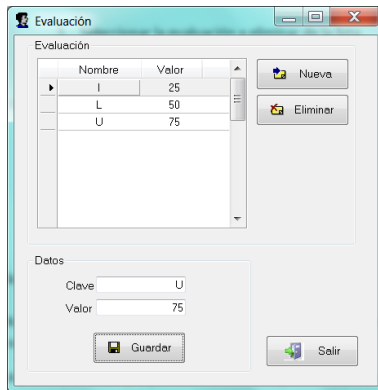 Evaluación
Evaluación
Nombre Valor
I 25
L 50
U 75
Nueva
Eliminar
Datos
Clave U
Valor 75
Guardar
Salir